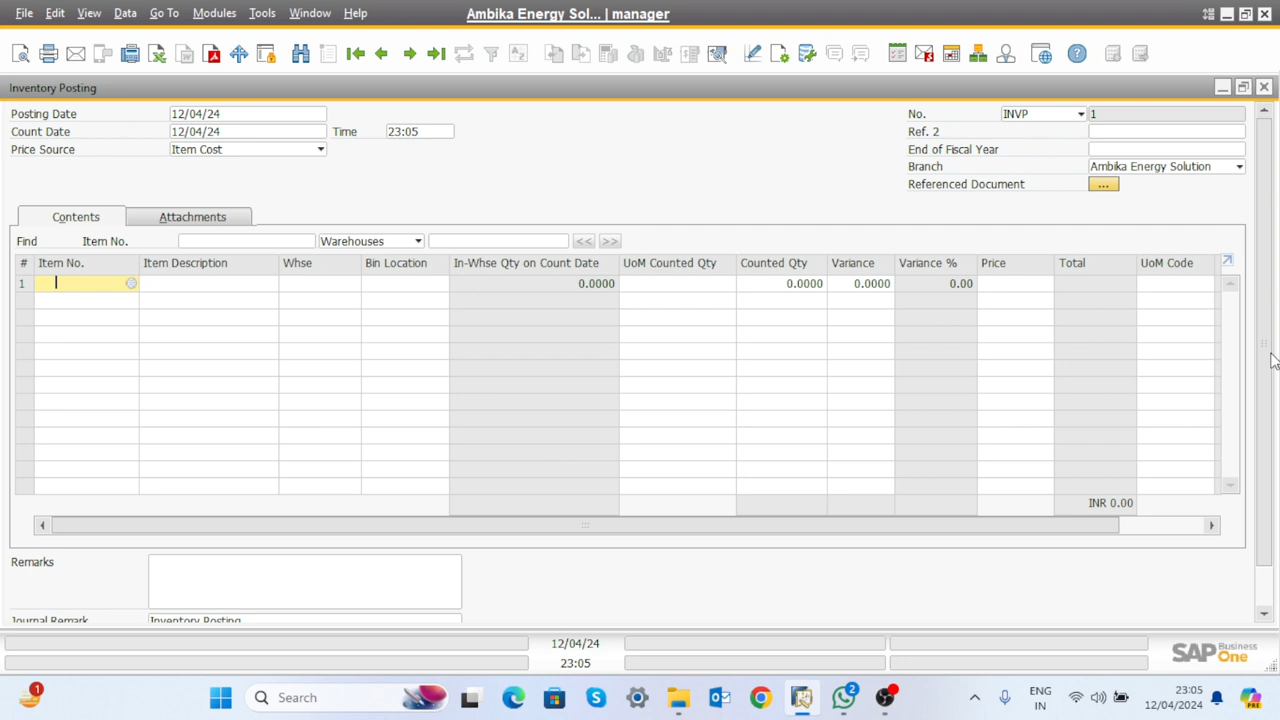 File Edit View Data Go To Modules Tools Window Help Ambika Energy Sol... | manager
Inventory Posting
Posting Date 12/04/24 No. INVP 1
Count Date 12/04/24 Time 23:05 Ref. 2
Price Source Item Cost End of Fiscal Year
Branch Ambika Energy Solution
Referenced Document ...
Contents Attachments
Find Item No. Warehouses << >>
# Item No. Item Description Whse Bin Location In-Whse Qty on Count Date UoM Counted Qty Counted Qty Variance Variance % Price Total UoM Code
1 0.0000 0.0000 0.0000 0.00
INR 0.00
Remarks
Journal Remark Inventory Posting
12/04/24
23:05
SAP Business One
1 Search 2 ENG IN 23:05 12/04/2024 PRE